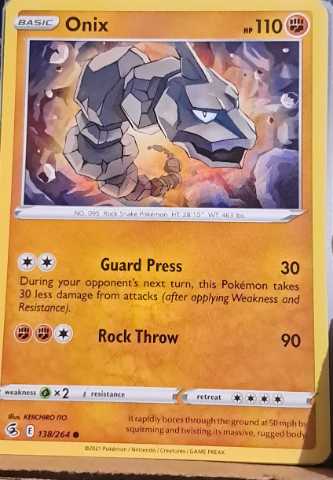 BASIC Onix HP 110
NO. 095 Rock Snake Pokémon HT: 28'10" WT: 463 lbs.
Guard Press 30
During your opponent's next turn, this Pokémon takes
30 less damage from attacks (after applying Weakness and
Resistance).
Rock Throw 90
weakness ×2 resistance retreat
illus. KEIICHIRO ITO
It rapidly bores through the ground at 50 mph by
squirming and twisting its massive, rugged body.
E 138/264
©2021 Pokémon / Nintendo / Creatures / GAME FREAK